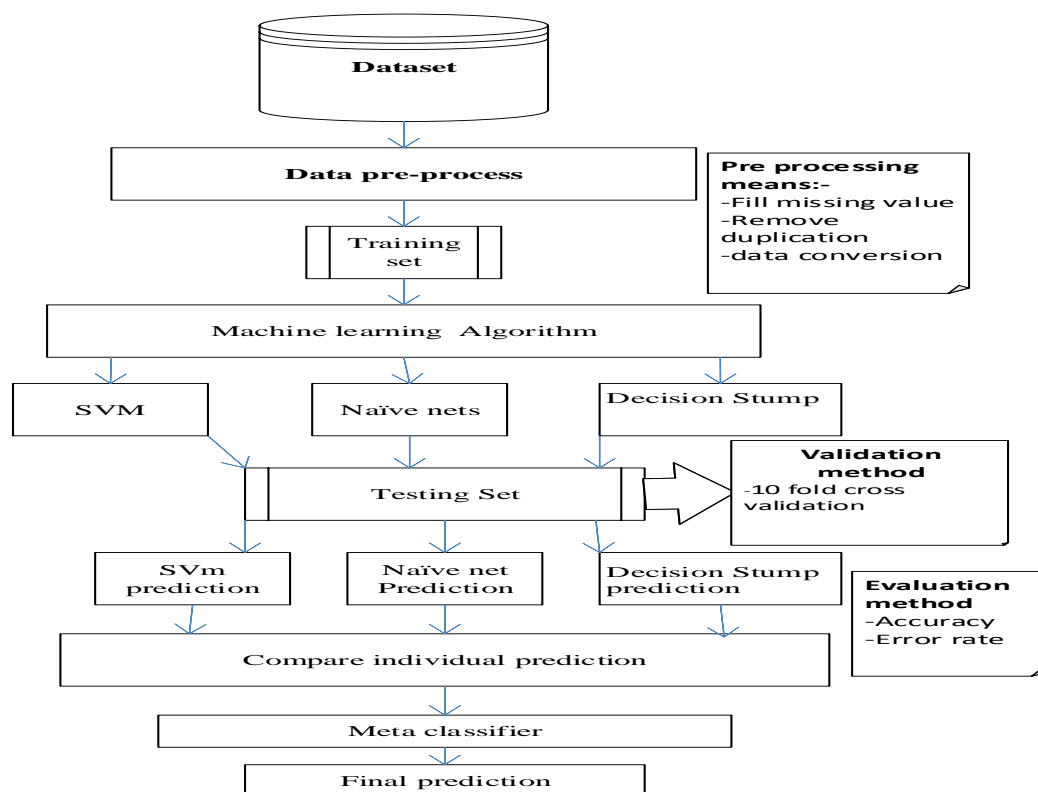 Dataset
Data pre-process
Pre processing
means:-
-Fill missing value
-Remove
duplication
-data conversion
Training
set
Machine learning Algorithm
SVM
Naïve nets
Decision Stump
Testing Set
Validation
method
-10 fold cross
validation
SVm
prediction
Naïve net
Prediction
Decision Stump
prediction
Evaluation
method
-Accuracy
-Error rate
Compare individual prediction
Meta classifier
Final prediction